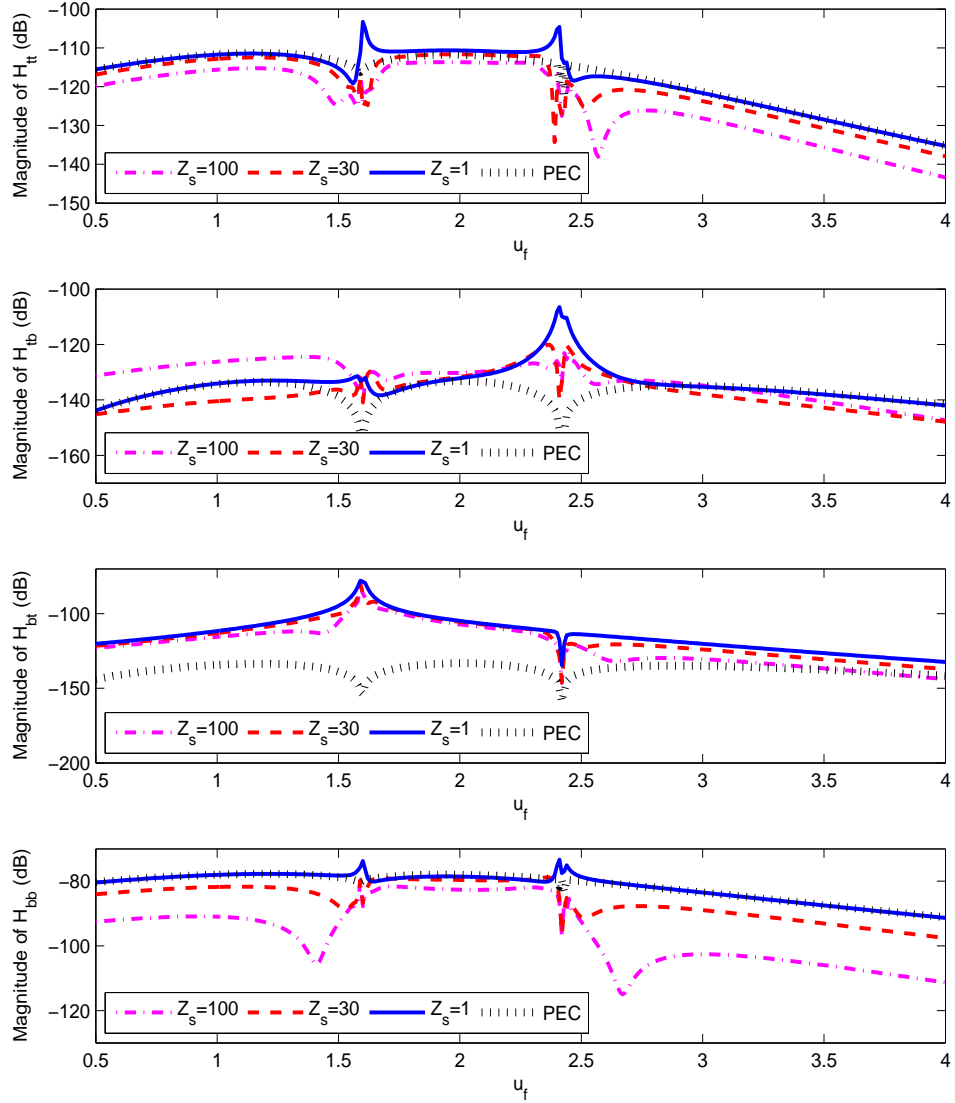 Magnitude of H_tt (dB)
−100
−110
−120
−130
−140
−150
Z_s=100 Z_s=30 Z_s=1 PEC
0.5 1 1.5 2 2.5 3 3.5 4
u_f
Magnitude of H_tb (dB)
−100
−120
−140
−160
Z_s=100 Z_s=30 Z_s=1 PEC
0.5 1 1.5 2 2.5 3 3.5 4
u_f
Magnitude of H_bt (dB)
−100
−150
−200
Z_s=100 Z_s=30 Z_s=1 PEC
0.5 1 1.5 2 2.5 3 3.5 4
u_f
Magnitude of H_bb (dB)
−80
−100
−120
Z_s=100 Z_s=30 Z_s=1 PEC
0.5 1 1.5 2 2.5 3 3.5 4
u_f